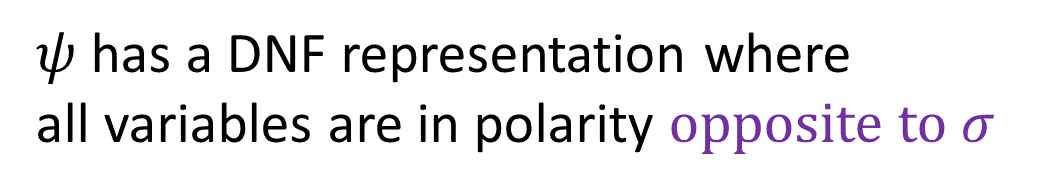 𝜓 has a DNF representation where
all variables are in polarity opposite to 𝜎